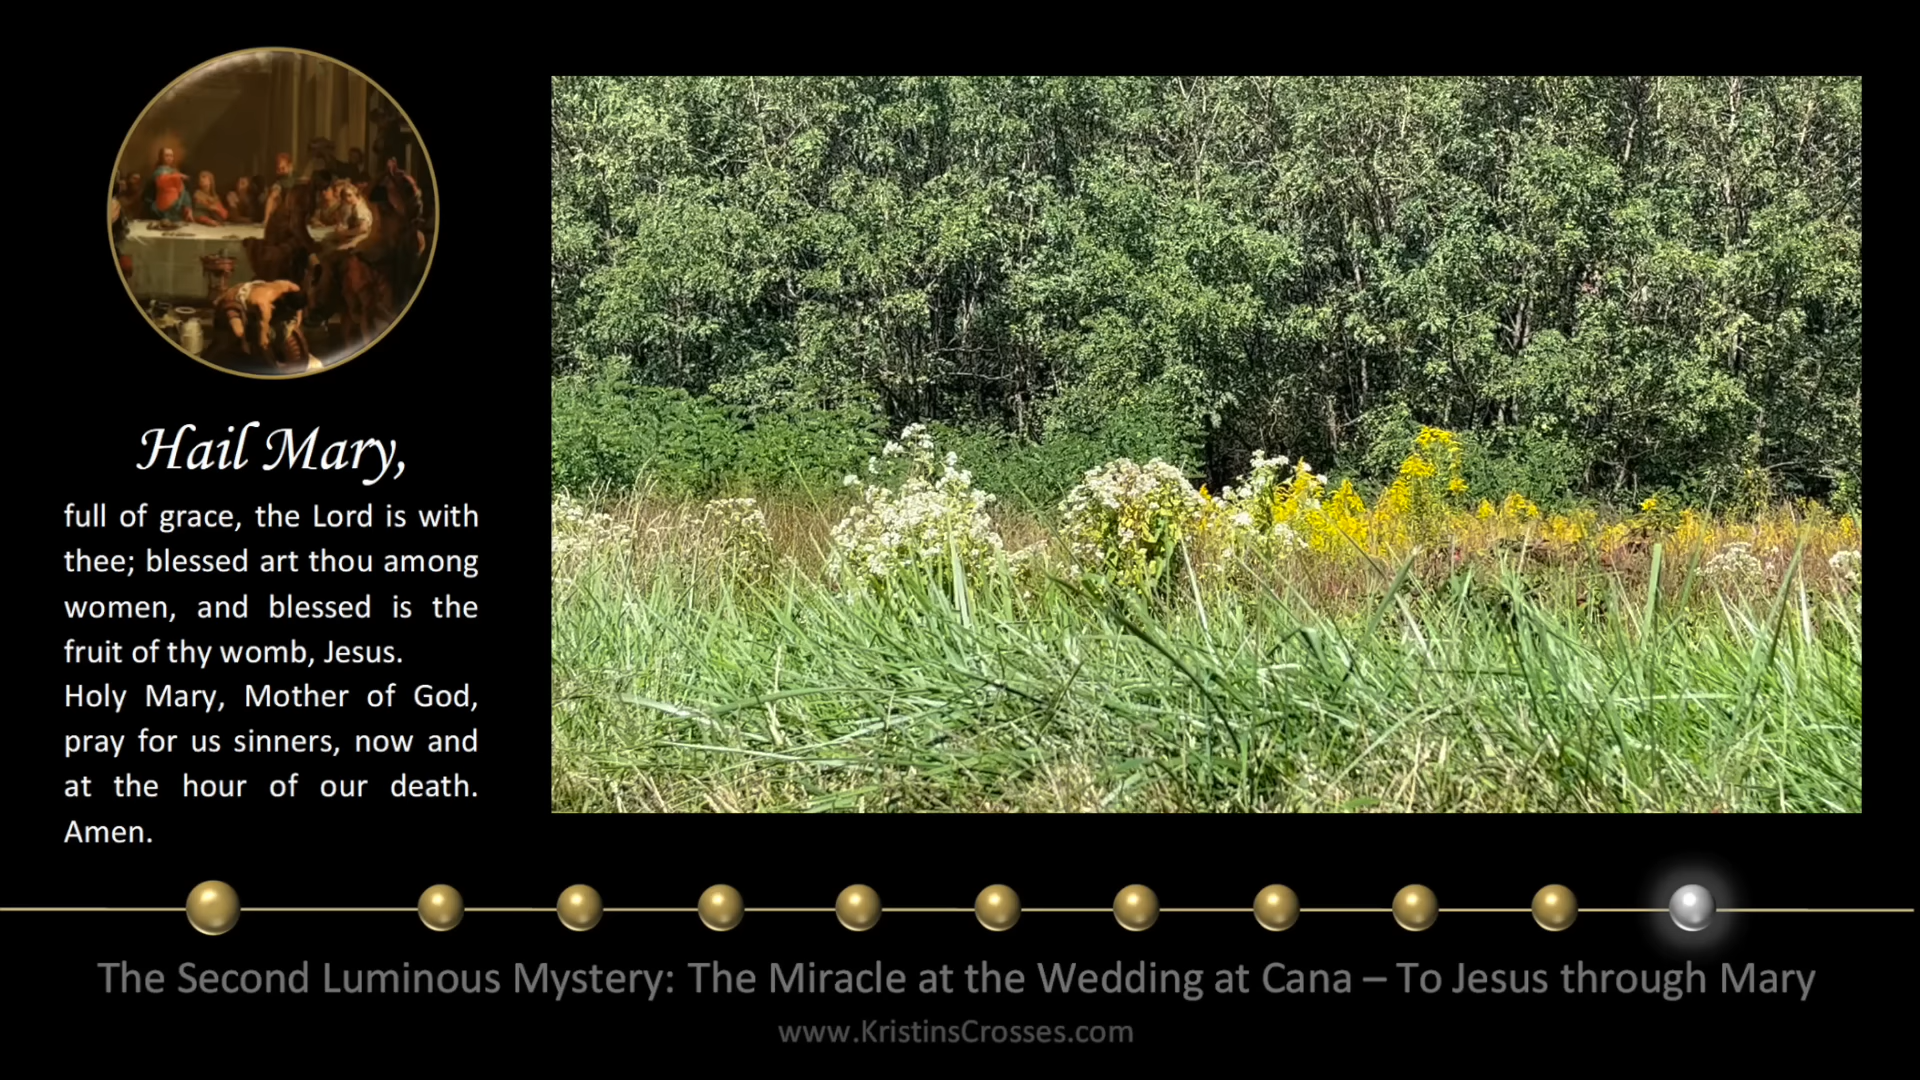 Hail Mary,
full of grace, the Lord is with
thee; blessed art thou among
women, and blessed is the
fruit of thy womb, Jesus.
Holy Mary, Mother of God,
pray for us sinners, now and
at the hour of our death.
Amen.
The Second Luminous Mystery: The Miracle at the Wedding at Cana – To Jesus through Mary
www.KristinsCrosses.com